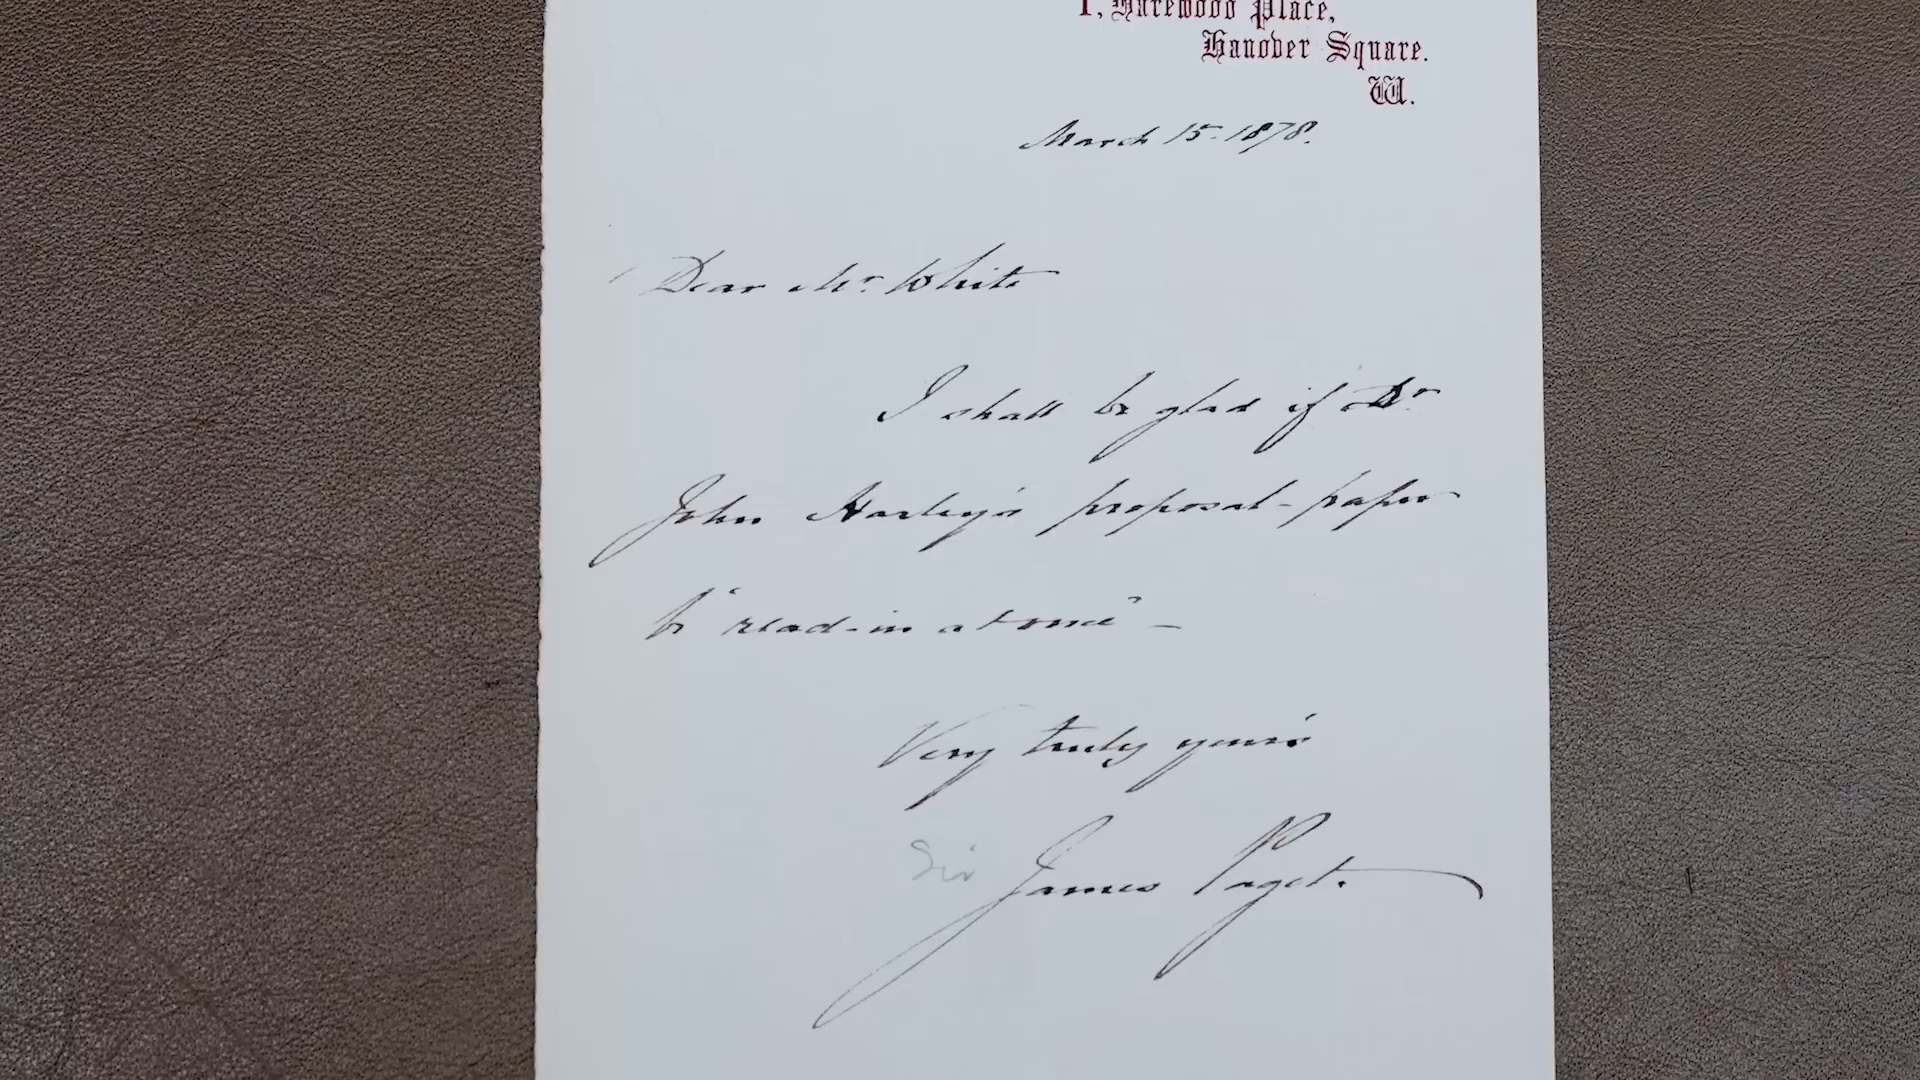 1, Harewood Place,
Hanover Square.
W.
March 15. 1878.
Dear Mr. White
I shall be glad if Dr
John Harley's proposal-paper
be "read-in at once" –
Very truly yours
Sir James Paget.